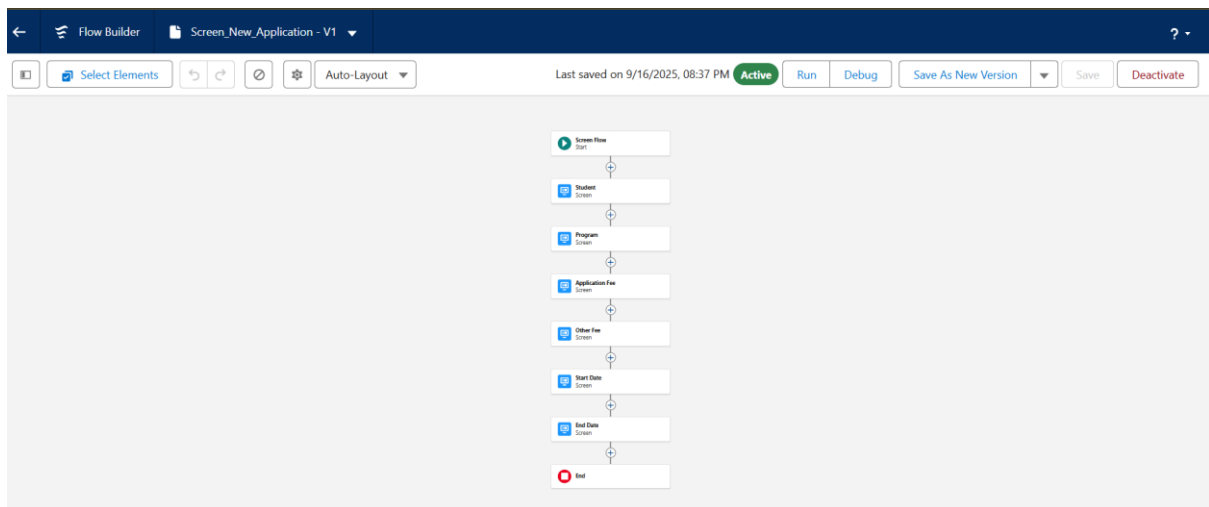 Flow Builder Screen_New_Application - V1 ?
Select Elements Auto-Layout Last saved on 9/16/2025, 08:37 PM Active Run Debug Save As New Version Save Deactivate
Screen Flow
Start
Student
Screen
Program
Screen
Application Fee
Screen
Other Fee
Screen
Start Date
Screen
End Date
Screen
End